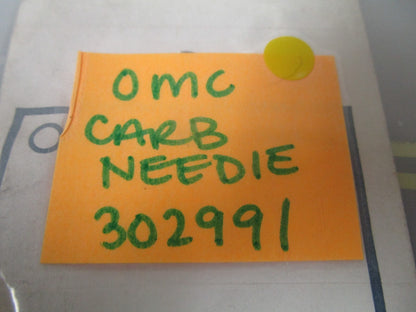 OMC
CARB
NEEDIE
302991